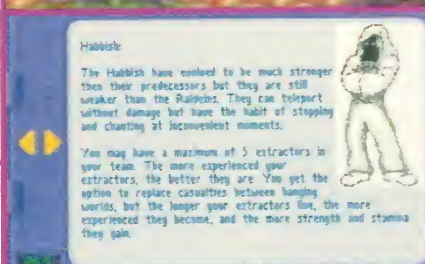 Habbish:
The Habbish have evolved to be much stronger
then their predecessors but they are still
weaker than the Raiders. They can teleport
without damage but have the habit of stopping
and chanting at inconvenient moments.
You may have a maximum of 5 extractors in
your team. The more experienced your
extractors, the better they are. You get the
option to replace casualties between hanging
worlds, but the longer your extractors live, the more
experienced they become, and the more strength and stamina
they gain.